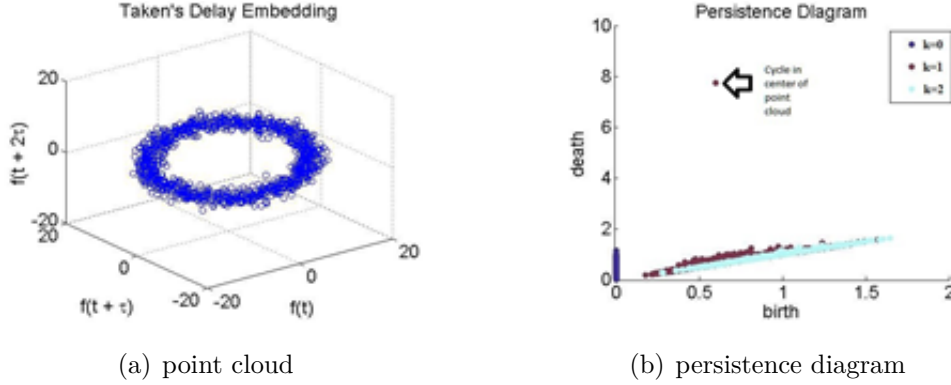 Taken's Delay Embedding
20
0
-20
f(t + 2τ)
20
0
-20
f(t + τ)
-20
0
20
f(t)
(a) point cloud
Persistence Diagram
10
8
6
4
2
0
death
0
0.5
1
1.5
2
birth
Cycle in
center of
point
cloud
k=0
k=1
k=2
(b) persistence diagram